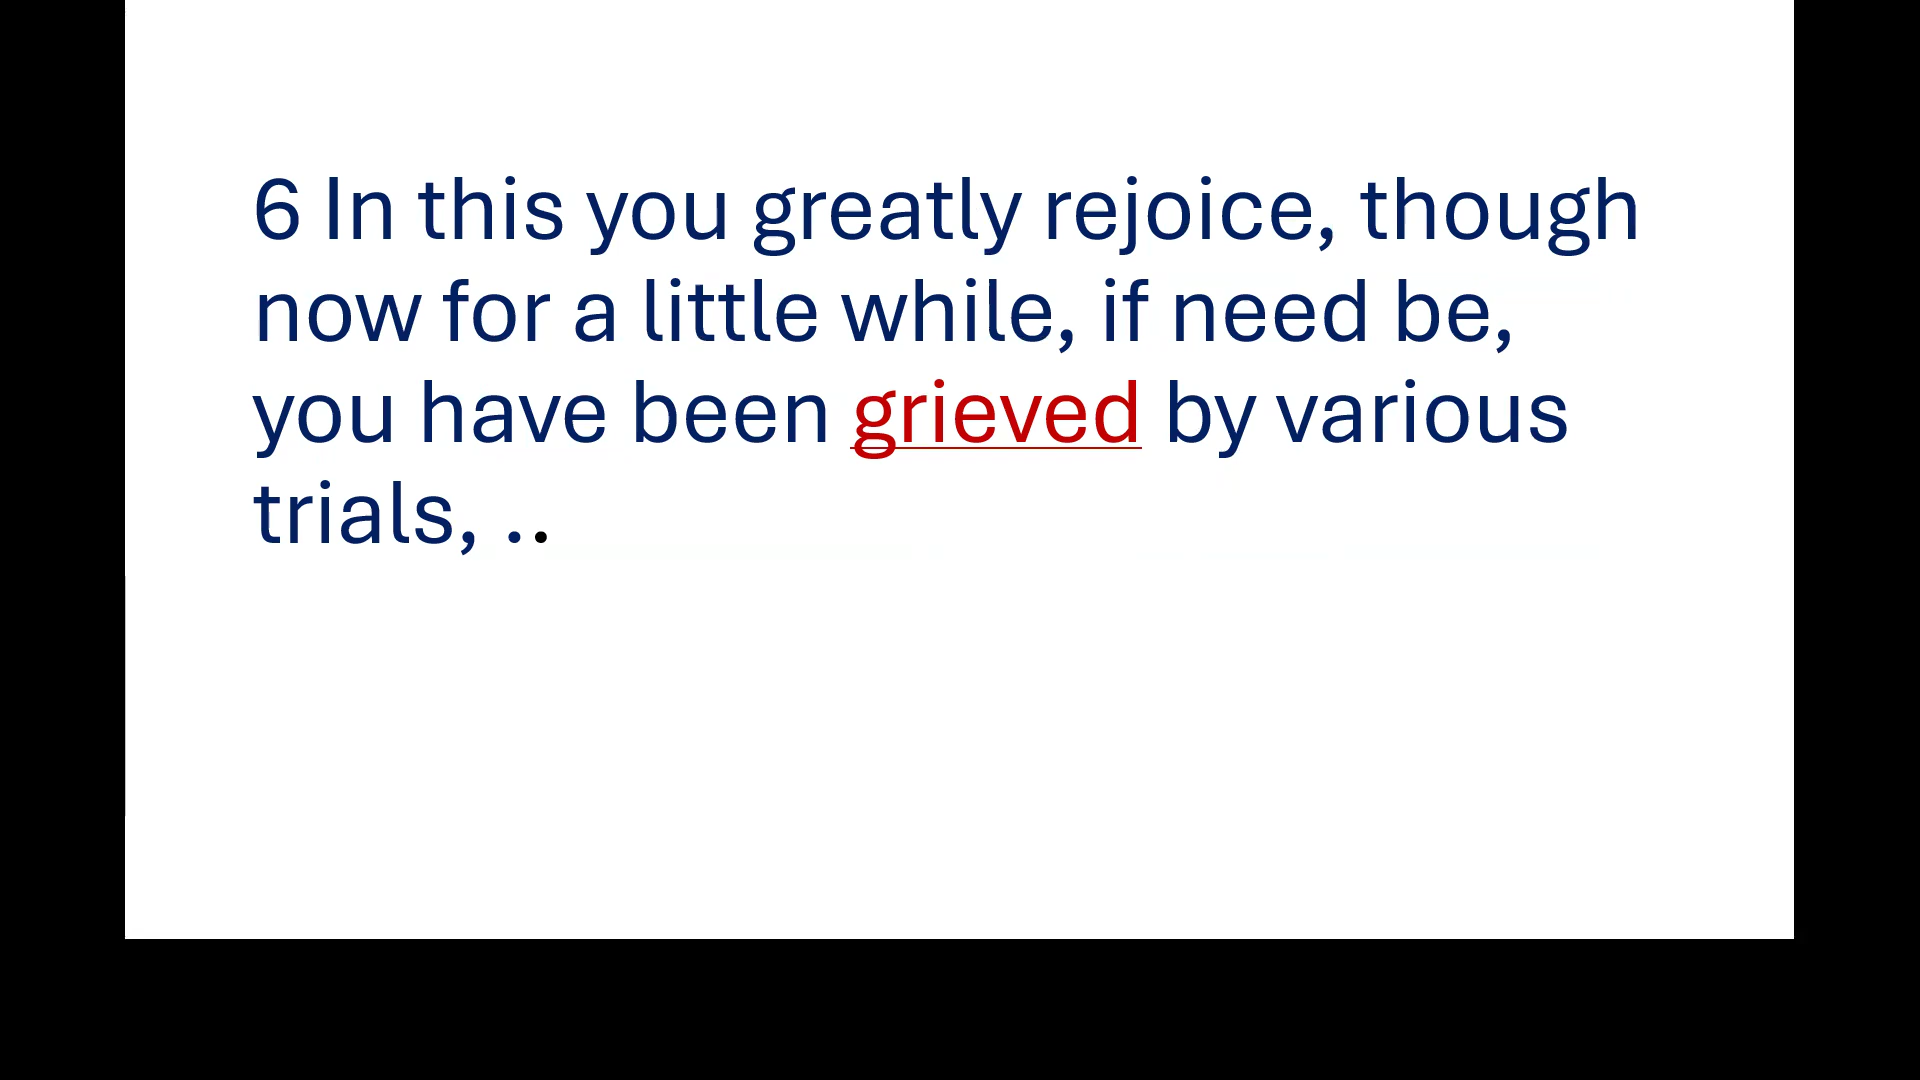 6 In this you greatly rejoice, though
now for a little while, if need be,
you have been grieved by various
trials, ..